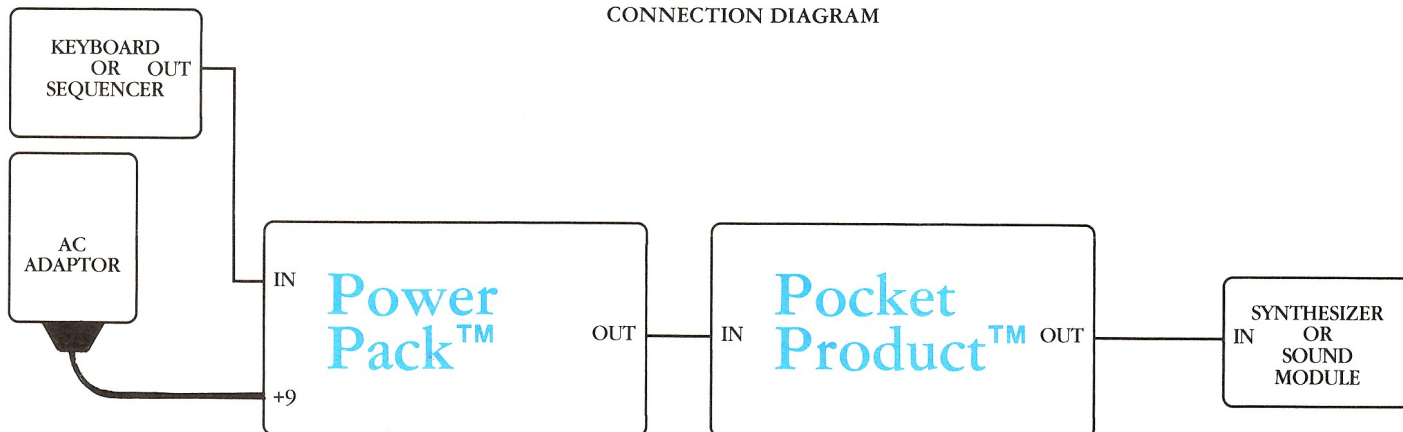 CONNECTION DIAGRAM
KEYBOARD
OR OUT
SEQUENCER
AC
ADAPTOR
IN
+9
Power
Pack™
OUT
IN
Pocket
Product™
OUT
IN
SYNTHESIZER
OR
SOUND
MODULE